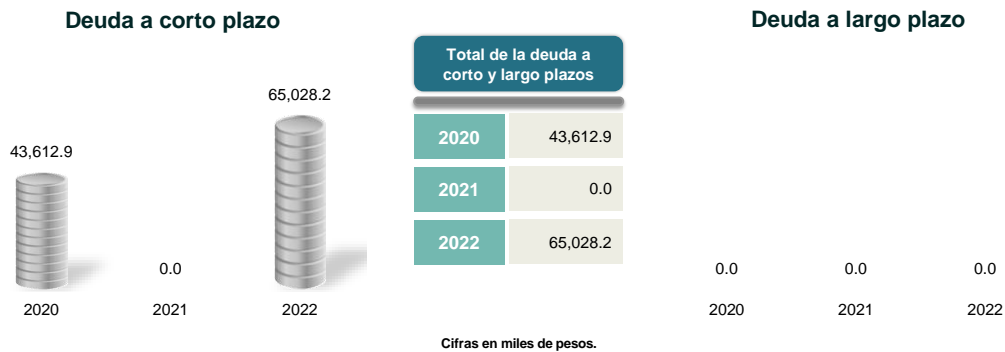 Deuda a corto plazo
65,028.2
43,612.9
0.0
2020
2021
2022
Total de la deuda a
corto y largo plazos
2020 43,612.9
2021 0.0
2022 65,028.2
Deuda a largo plazo
0.0 0.0 0.0
2020 2021 2022
Cifras en miles de pesos.